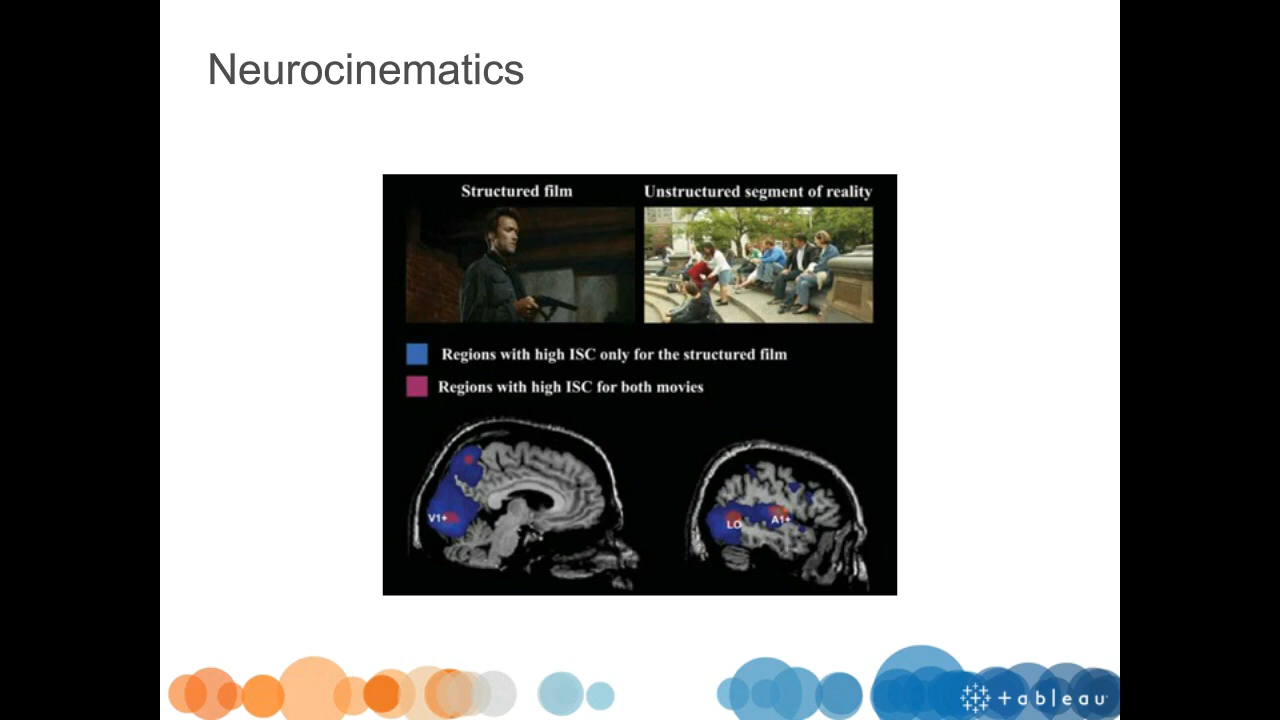 Neurocinematics
Structured film
Unstructured segment of reality
Regions with high ISC only for the structured film
Regions with high ISC for both movies
V1+
LO
A1+
+ableau